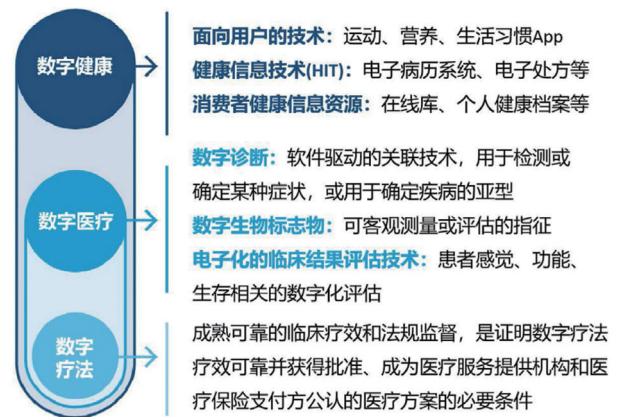 数字健康
面向用户的技术：运动、营养、生活习惯App
健康信息技术(HIT)：电子病历系统、电子处方等
消费者健康信息资源：在线库、个人健康档案等
数字医疗
数字诊断：软件驱动的关联技术，用于检测或
确定某种症状，或用于确定疾病的亚型
数字生物标志物：可客观测量或评估的指征
电子化的临床结果评估技术：患者感觉、功能、
生存相关的数字化评估
数字
疗法
成熟可靠的临床疗效和法规监督，是证明数字疗法
疗效可靠并获得批准、成为医疗服务提供机构和医
疗保险支付方公认的医疗方案的必要条件